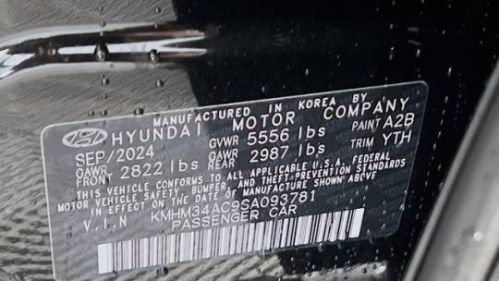 MANUFACTURED IN KOREA BY
HYUNDAI MOTOR COMPANY
SEP/2024 GVWR 5556 lbs PAINT A2B
GAWR FRONT 2822 lbs GAWR REAR 2987 lbs TRIM YTH
THIS VEHICLE CONFORMS TO ALL APPLICABLE U.S.A. FEDERAL
MOTOR VEHICLE SAFETY, BUMPER, AND THEFT PREVENTION
STANDARDS IN EFFECT ON THE DATE OF MANUFACTURE SHOWN ABOVE.
V.I.N KMHM34AC9SA093781
PASSENGER CAR